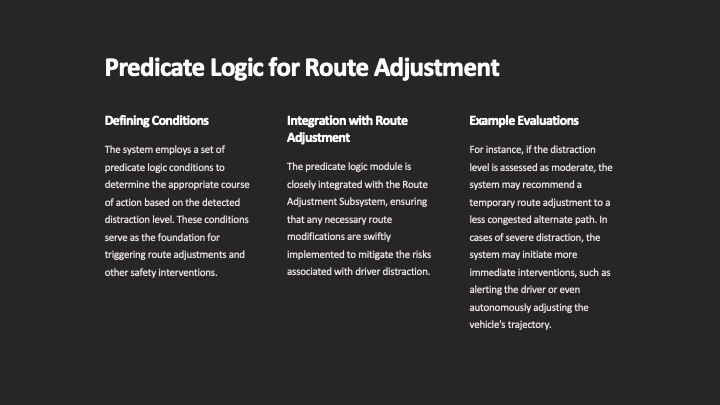 Predicate Logic for Route Adjustment
Defining Conditions
The system employs a set of
predicate logic conditions to
determine the appropriate course
of action based on the detected
distraction level. These conditions
serve as the foundation for
triggering route adjustments and
other safety interventions.
Integration with Route
Adjustment
The predicate logic module is
closely integrated with the Route
Adjustment Subsystem, ensuring
that any necessary route
modifications are swiftly
implemented to mitigate the risks
associated with driver distraction.
Example Evaluations
For instance, if the distraction
level is assessed as moderate, the
system may recommend a
temporary route adjustment to a
less congested alternate path. In
cases of severe distraction, the
system may initiate more
immediate interventions, such as
alerting the driver or even
autonomously adjusting the
vehicle's trajectory.